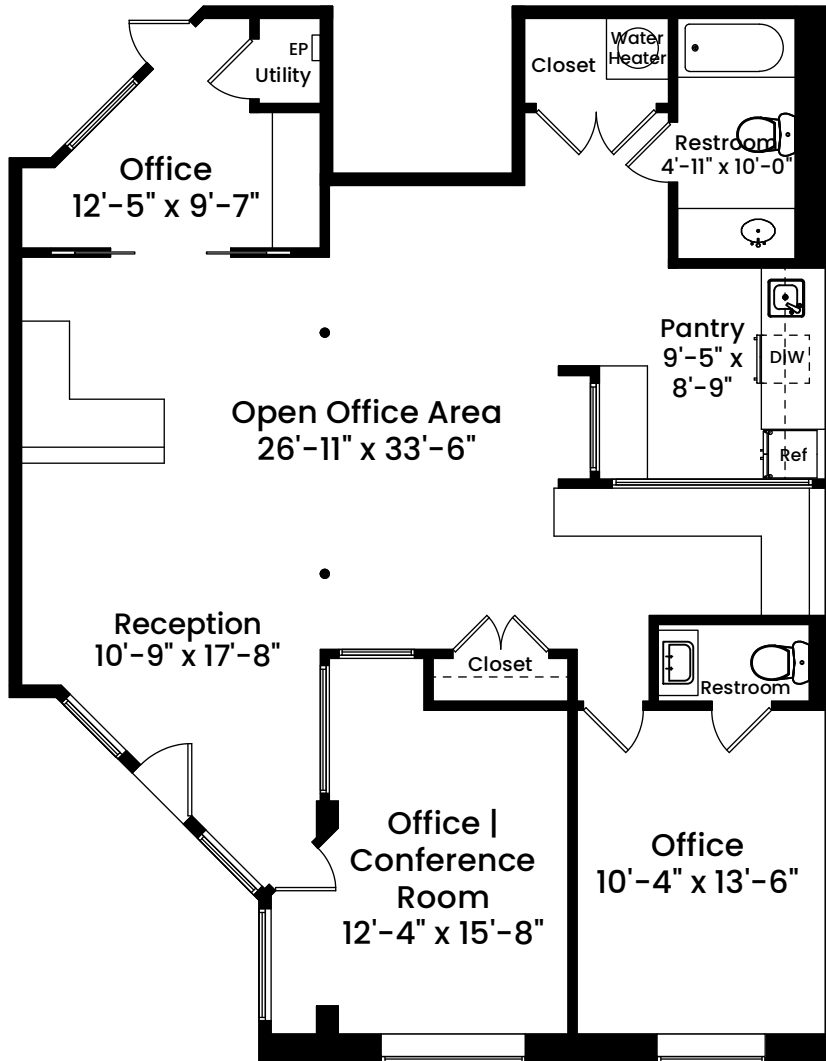 EP
Utility
Office
12'-5" x 9'-7"
Closet
Water
Heater
Restroom
4'-11" x 10'-0"
Pantry
9'-5" x
8'-9"
D|W
Ref
Open Office Area
26'-11" x 33'-6"
Reception
10'-9" x 17'-8"
Closet
Restroom
Office |
Conference
Room
12'-4" x 15'-8"
Office
10'-4" x 13'-6"